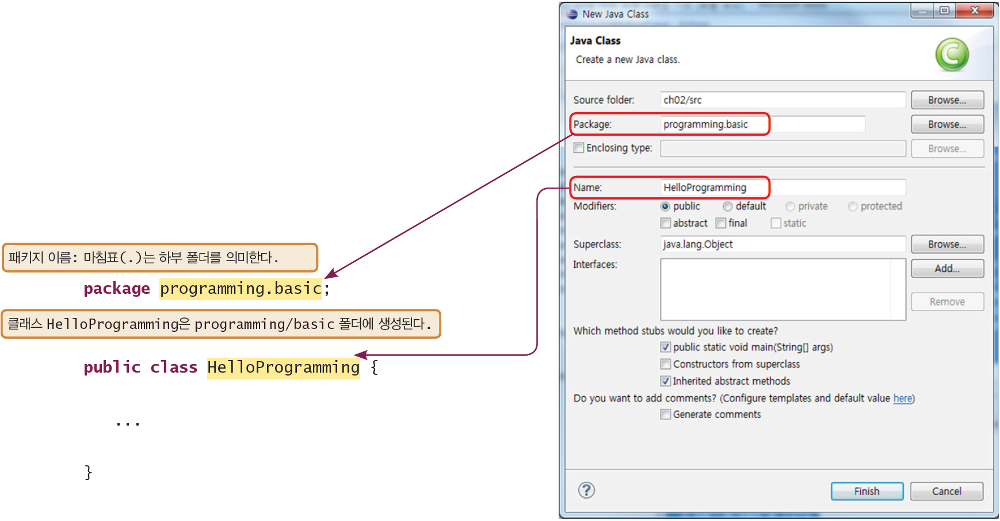 패키지 이름: 마침표(.)는 하부 폴더를 의미한다.
package programming.basic;
클래스 HelloProgramming은 programming/basic 폴더에 생성된다.
public class HelloProgramming {
...
}
New Java Class
Java Class
Create a new Java class.
C
Source folder: ch02/src Browse...
Package: programming.basic Browse...
Enclosing type: Browse...
Name: HelloProgramming
Modifiers: public default private protected
abstract final static
Superclass: java.lang.Object Browse...
Interfaces: Add...
Remove
Which method stubs would you like to create?
public static void main(String[] args)
Constructors from superclass
Inherited abstract methods
Do you want to add comments? (Configure templates and default value here)
Generate comments
? Finish Cancel